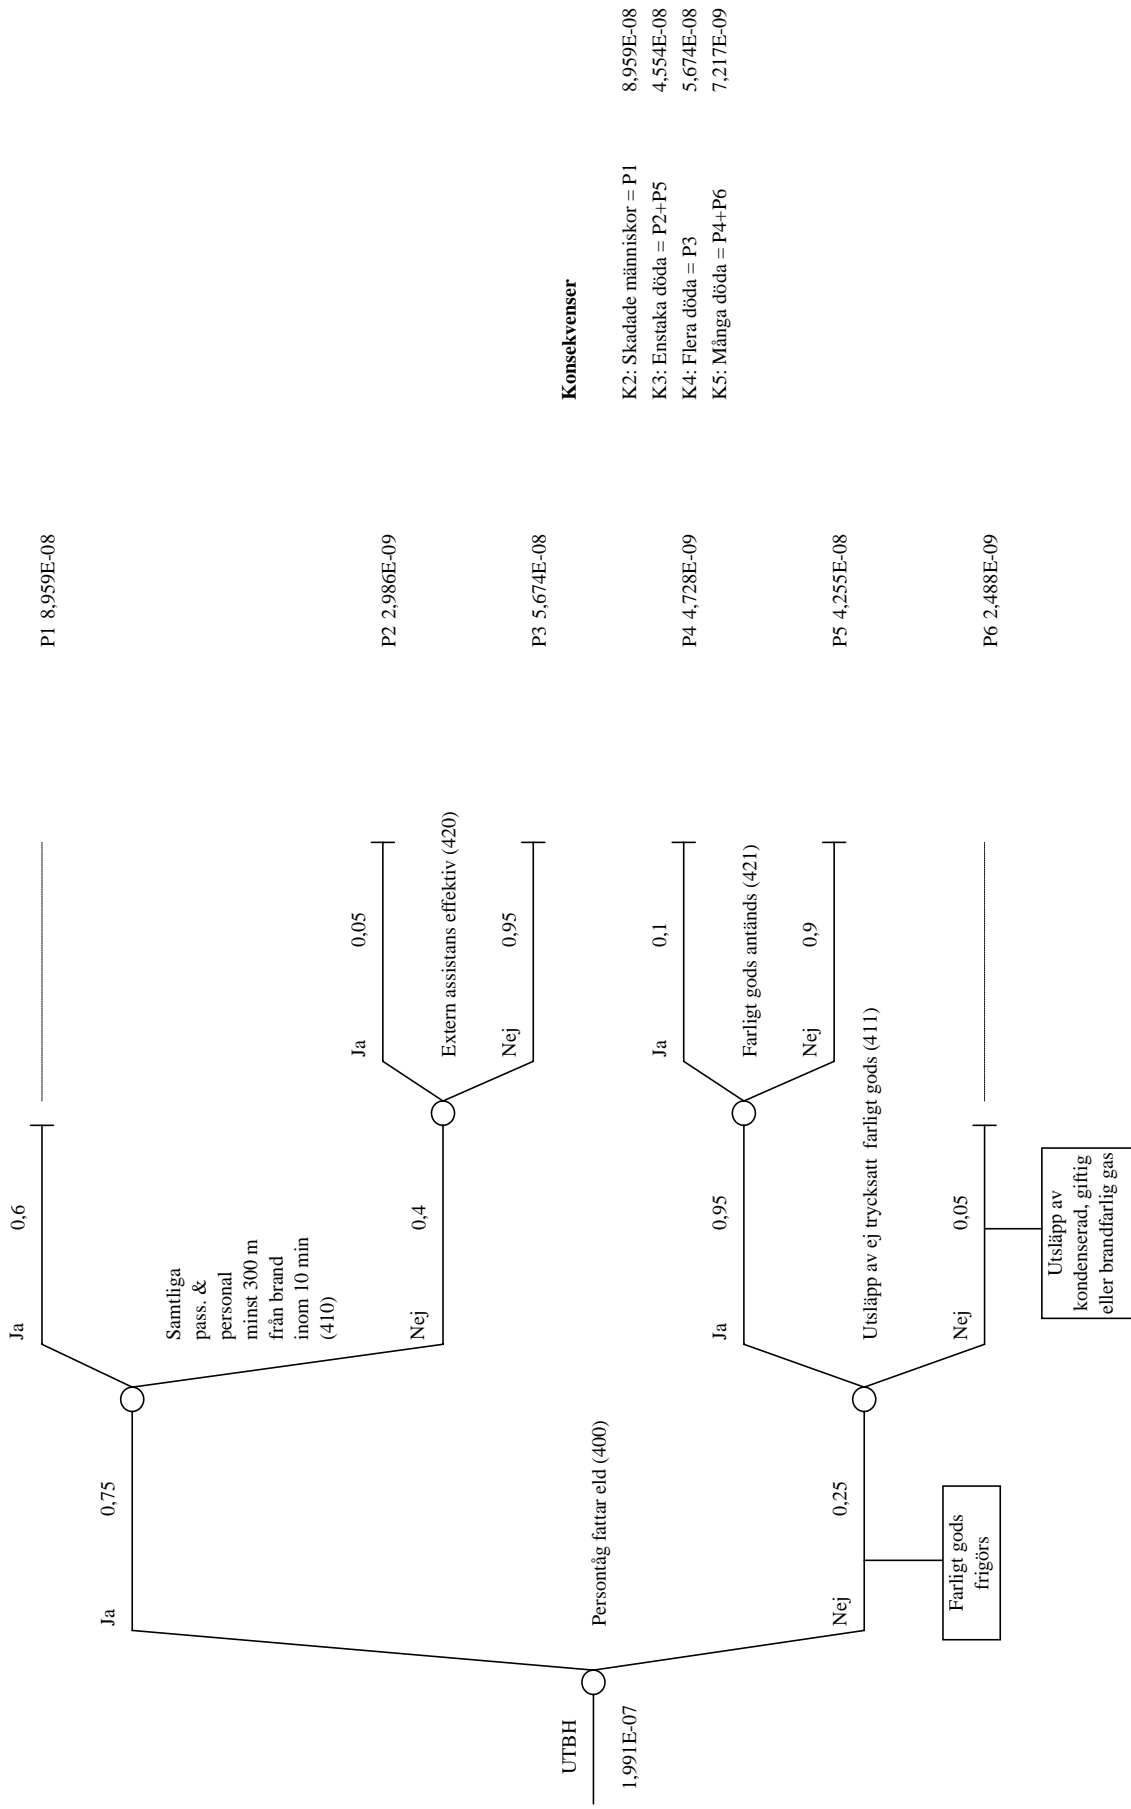 UTBH
1,991E-07
Persontåg fattar eld (400)
Ja
0,75
Nej
0,25
Farligt gods
frigörs
Samtliga
pass. &
personal
minst 300 m
från brand
inom 10 min
(410)
Ja
0,6
Nej
0,4
Utsläpp av ej trycksatt farligt gods (411)
Ja
0,95
Nej
0,05
Utsläpp av
kondenserad, giftig
eller brandfarlig gas
Extern assistans effektiv (420)
Ja
0,05
Nej
0,95
Farligt gods antänds (421)
Ja
0,1
Nej
0,9
P1 8,959E-08
P2 2,986E-09
P3 5,674E-08
P4 4,728E-09
P5 4,255E-08
P6 2,488E-09
Konsekvenser
K2: Skadade människor = P1 8,959E-08
K3: Enstaka döda = P2+P5 4,554E-08
K4: Flera döda = P3 5,674E-08
K5: Många döda = P4+P6 7,217E-09